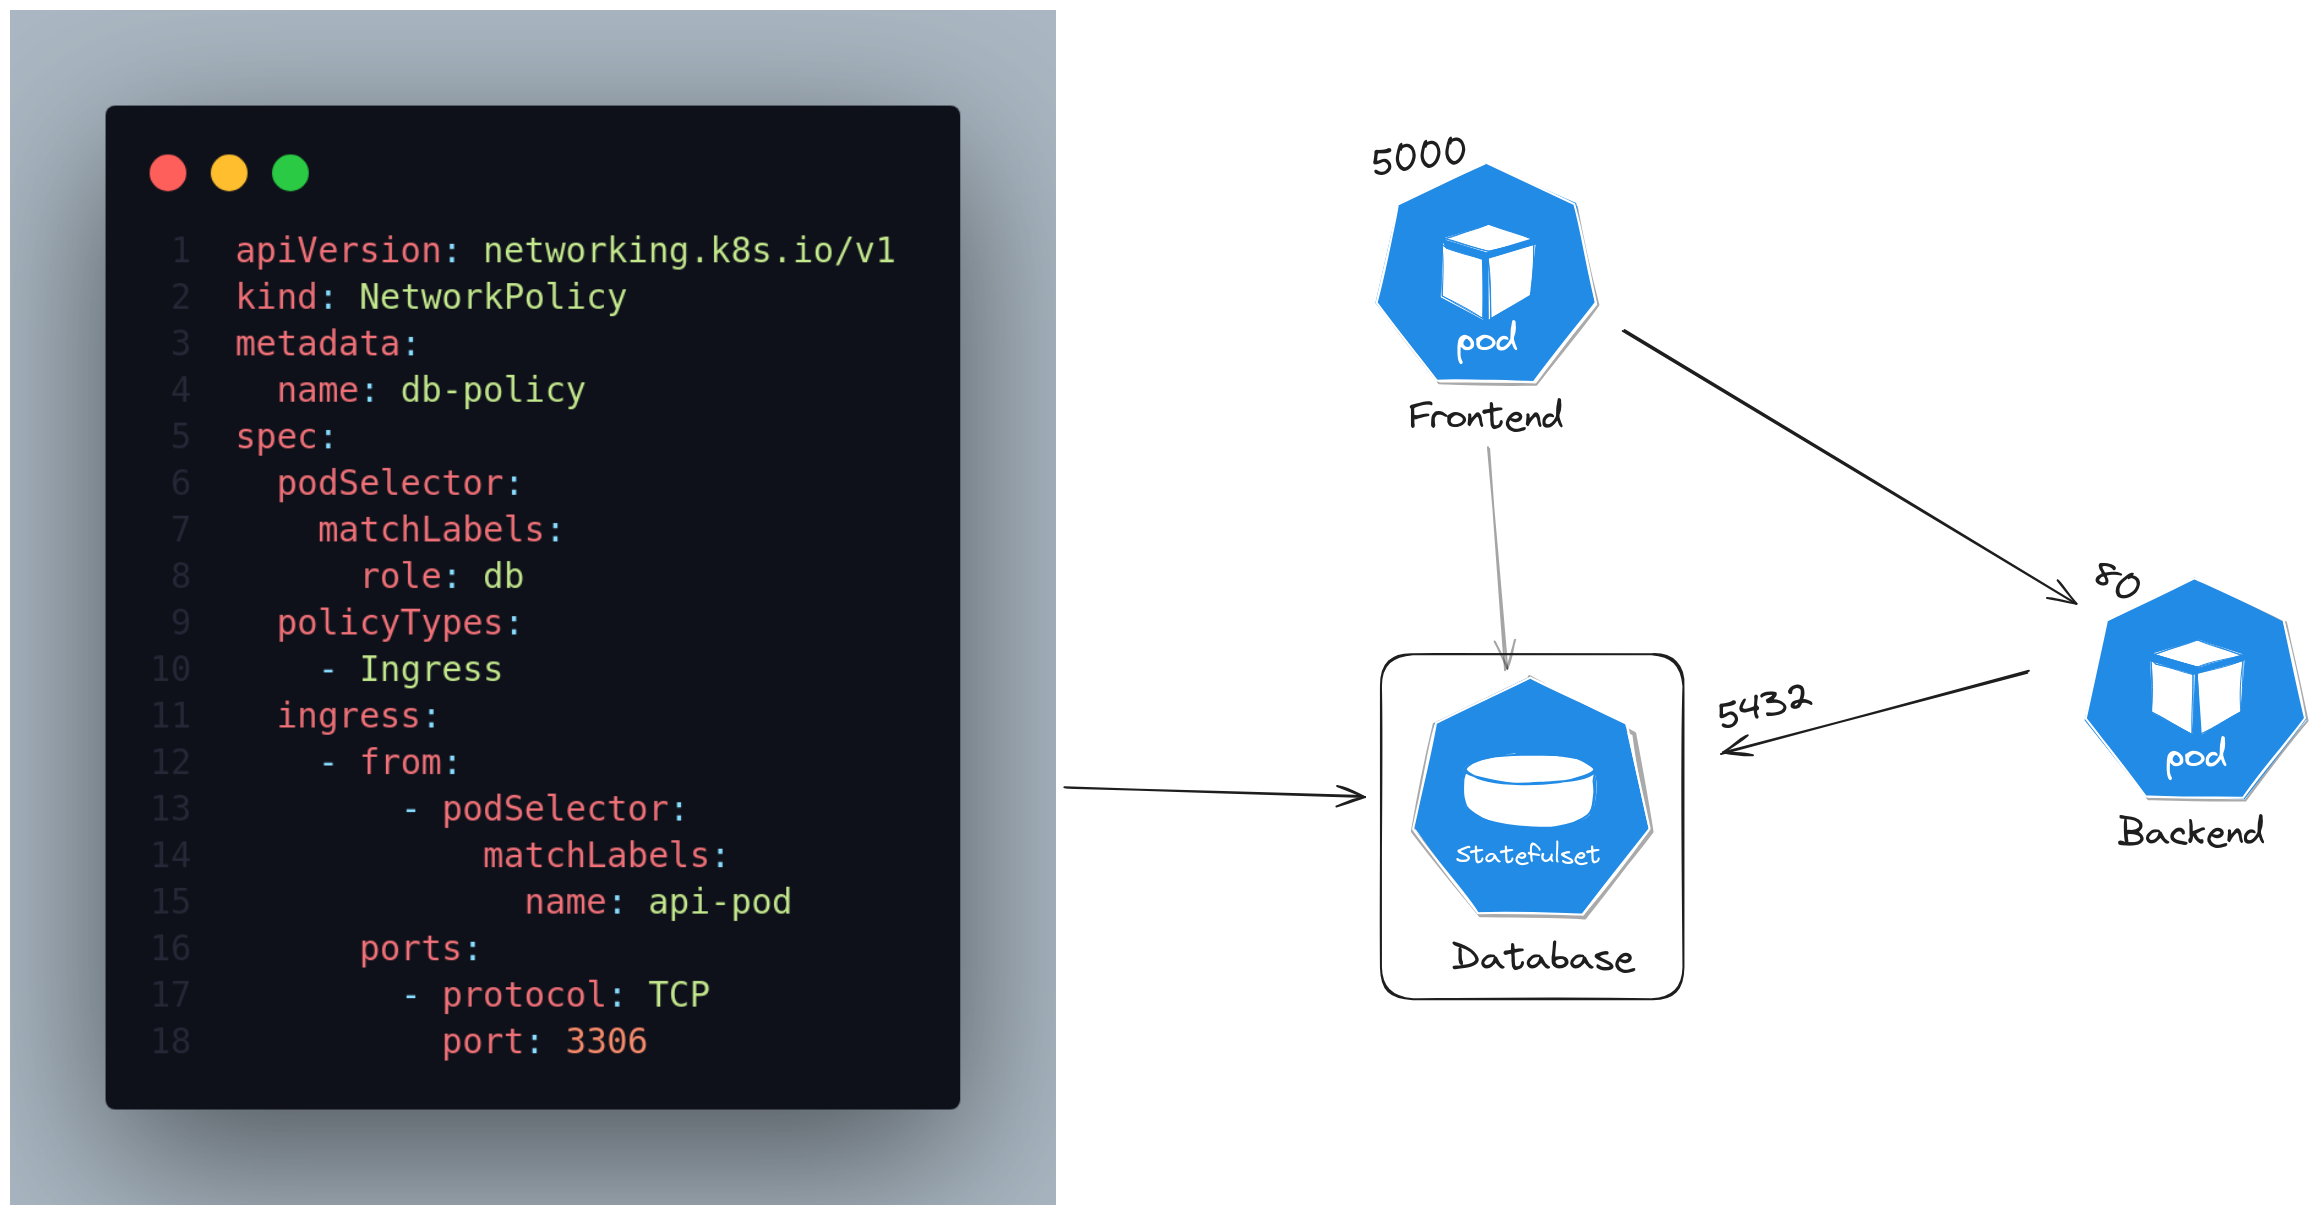 1 apiVersion: networking.k8s.io/v1
2 kind: NetworkPolicy
3 metadata:
4   name: db-policy
5 spec:
6   podSelector:
7     matchLabels:
8       role: db
9   policyTypes:
10     - Ingress
11   ingress:
12     - from:
13         - podSelector:
14             matchLabels:
15               name: api-pod
16       ports:
17         - protocol: TCP
18           port: 3306
5000
pod
Frontend
80
pod
Backend
5432
Statefulset
Database